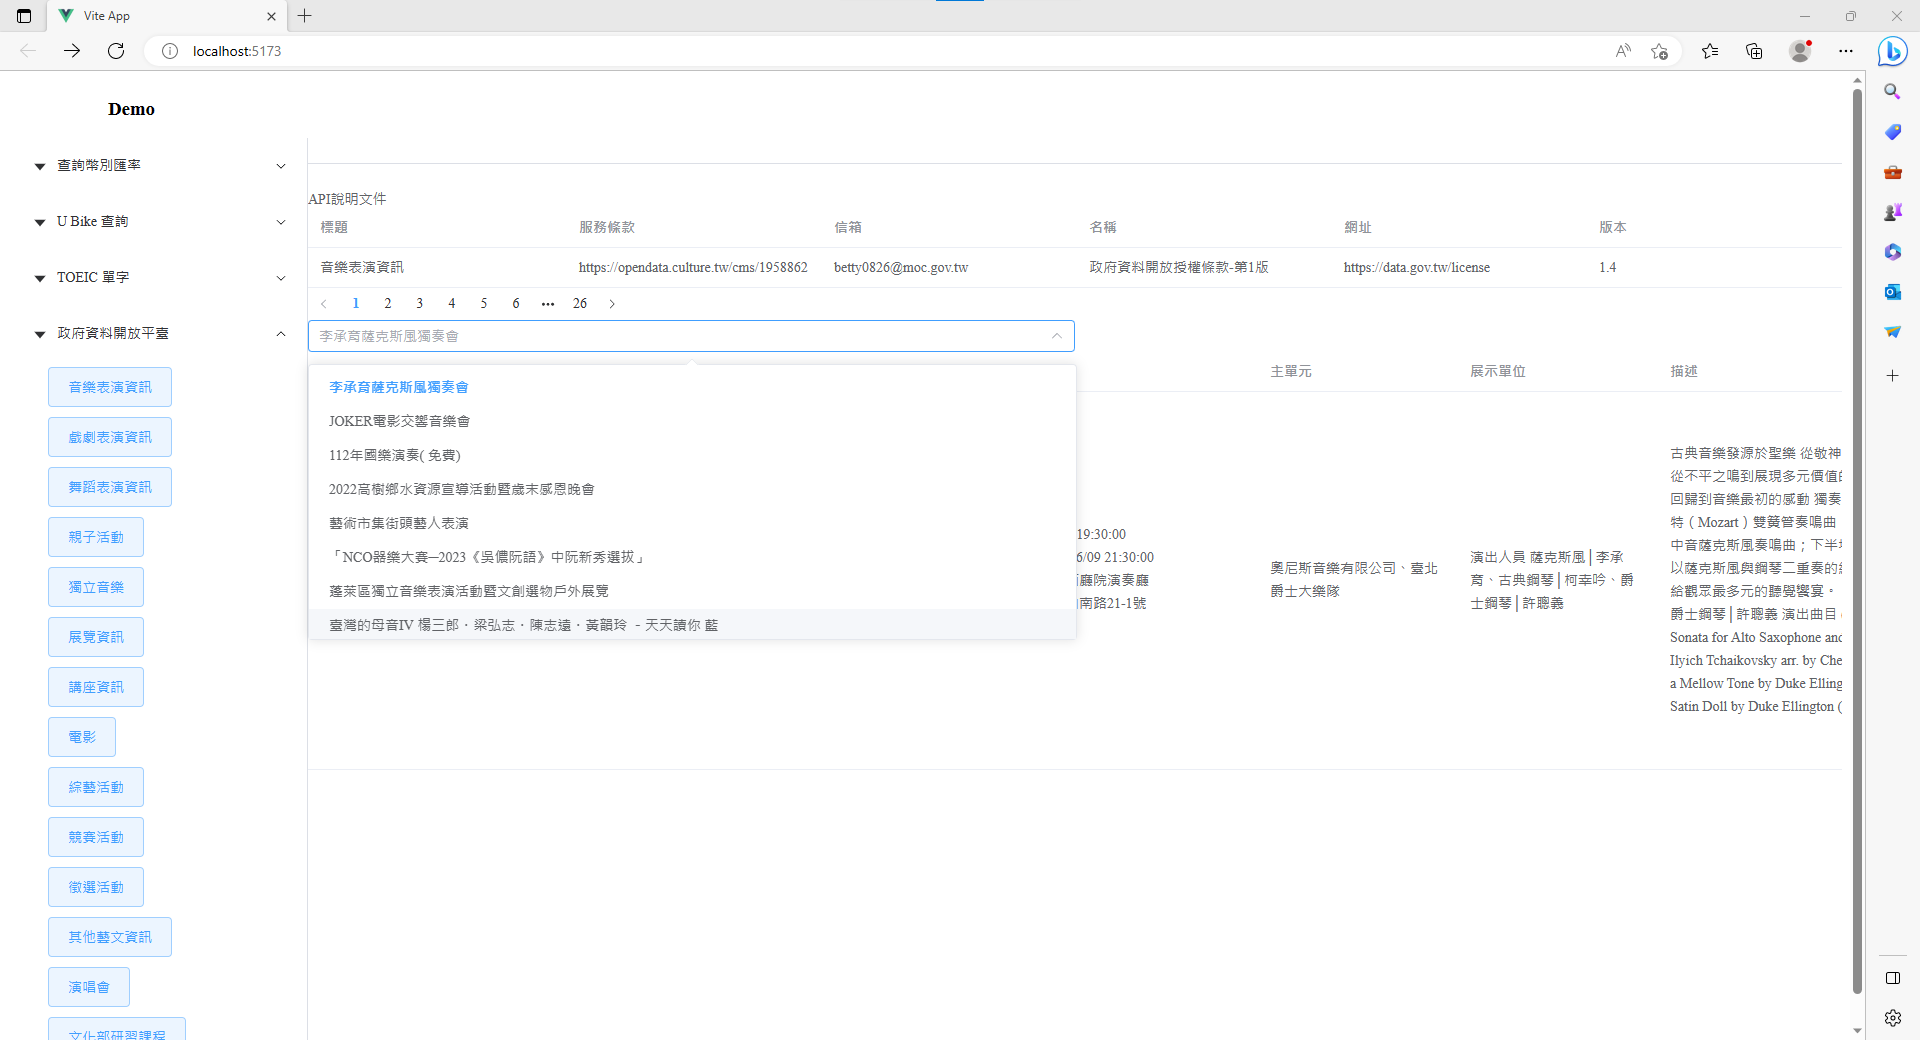 Vite App
localhost:5173
Demo
查詢幣別匯率
U Bike 查詢
TOEIC 單字
政府資料開放平臺
音樂表演資訊
戲劇表演資訊
舞蹈表演資訊
親子活動
獨立音樂
展覽資訊
講座資訊
電影
綜藝活動
競賽活動
徵選活動
其他藝文資訊
演唱會
文化部研習課程
API說明文件
標題 服務條款 信箱 名稱 網址 版本
音樂表演資訊 https://opendata.culture.tw/cms/1958862 betty0826@moc.gov.tw 政府資料開放授權條款-第1版 https://data.gov.tw/license 1.4
1 2 3 4 5 6 ••• 26
李承育薩克斯風獨奏會
李承育薩克斯風獨奏會
JOKER電影交響音樂會
112年國樂演奏( 免費)
2022高樹鄉水資源宣導活動暨歲末感恩晚會
藝術市集街頭藝人表演
「NCO器樂大賽─2023《吳儂阮語》中阮新秀選拔」
蓬萊區獨立音樂表演活動暨文創選物戶外展覽
臺灣的母音IV 楊三郎．梁弘志．陳志遠．黃韻玲 －天天讀你 藍
主單元 展示單位 描述
19:30:00
6/09 21:30:00
廳院演奏廳
南路21-1號
奧尼斯音樂有限公司、臺北
爵士大樂隊
演出人員 薩克斯風│李承
育、古典鋼琴│柯幸吟、爵
士鋼琴│許聰義
古典音樂發源於聖樂 從敬神
從不平之鳴到展現多元價值的
回歸到音樂最初的感動 獨奏
特（Mozart）雙簧管奏鳴曲
中音薩克斯風奏鳴曲；下半場
以薩克斯風與鋼琴二重奏的
給觀眾最多元的聽覺饗宴。
爵士鋼琴│許聰義 演出曲目
Sonata for Alto Saxophone and
Ilyich Tchaikovsky arr. by Che
a Mellow Tone by Duke Elling
Satin Doll by Duke Ellington (